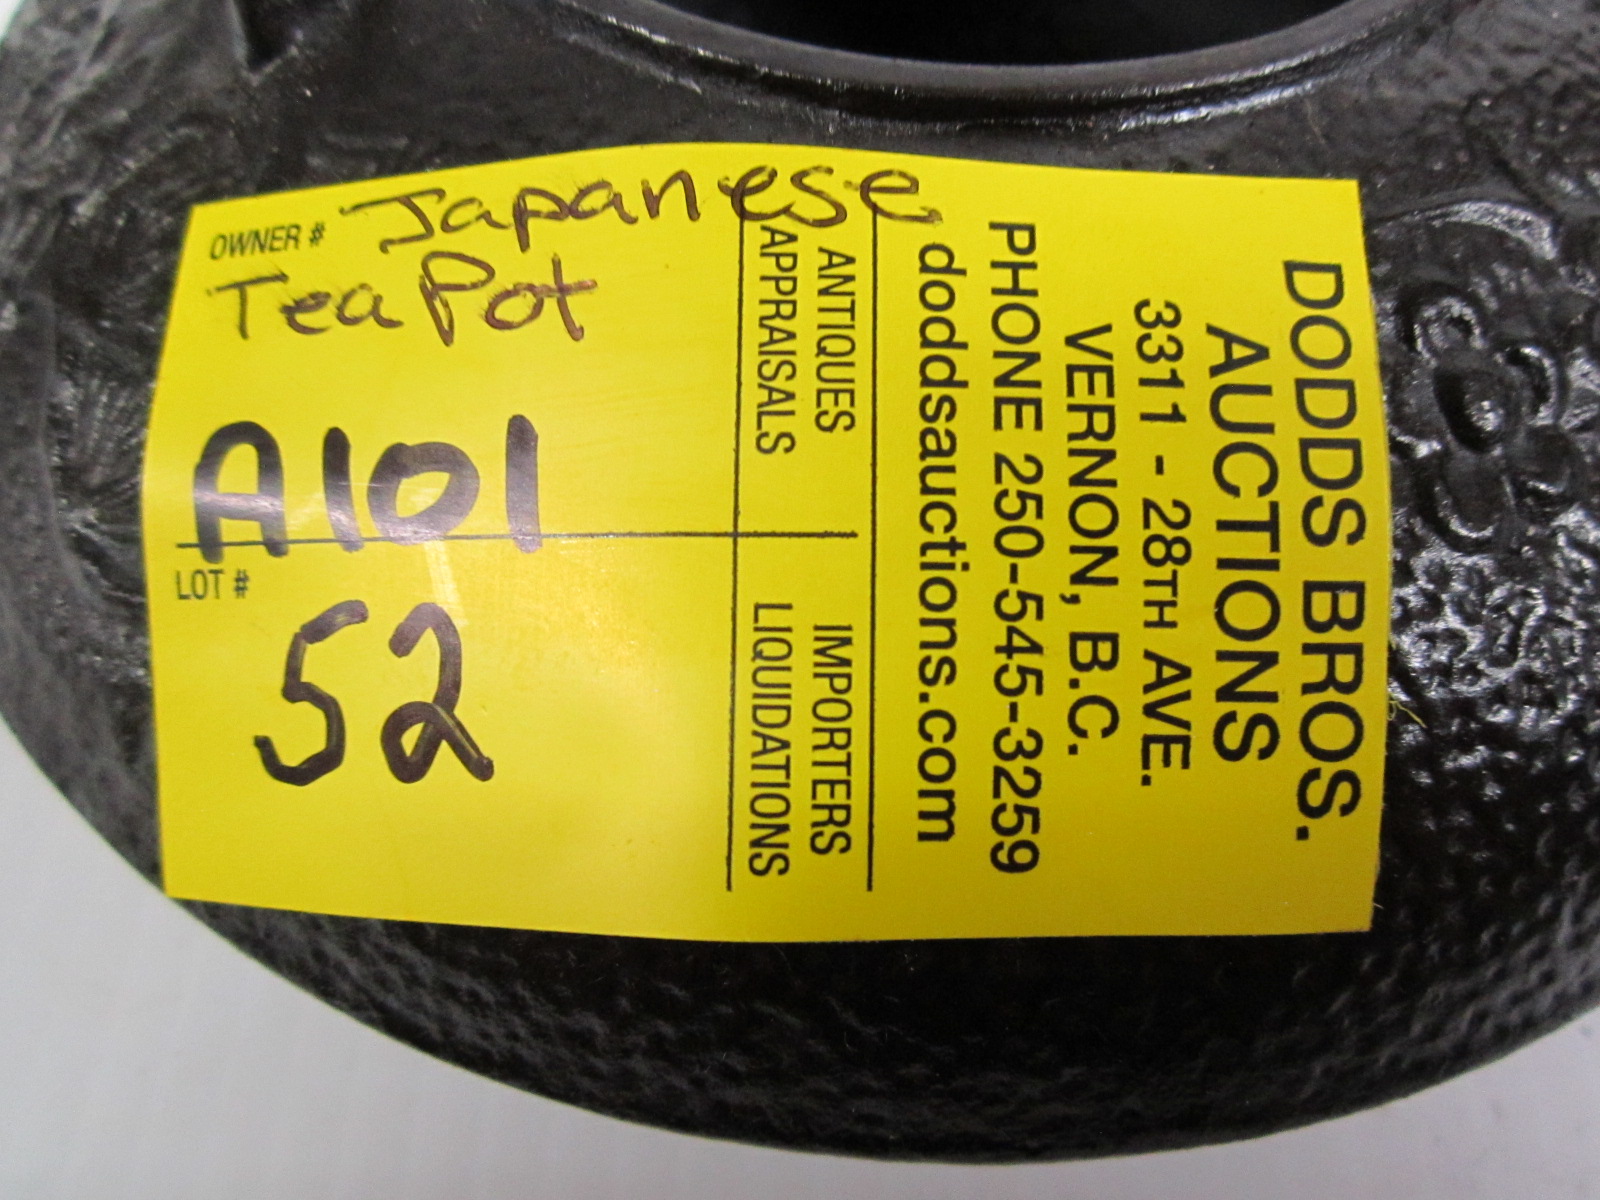 OWNER # Japanese
Tea Pot
A101
LOT #
52
DODDS BROS.
AUCTIONS
3311 - 28TH AVE.
VERNON, B.C.
PHONE 250-545-3259
doddsauctions.com
ANTIQUES
APPRAISALS
IMPORTERS
LIQUIDATIONS